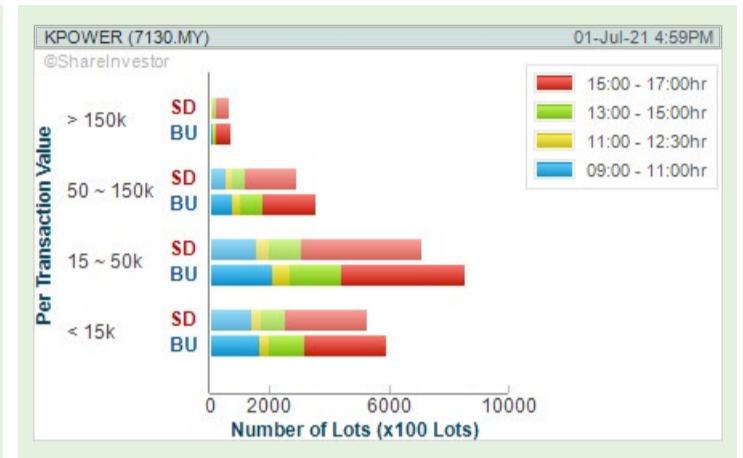 KPOWER (7130.MY) 01-Jul-21 4:59PM
©ShareInvestor
15:00 - 17:00hr
13:00 - 15:00hr
11:00 - 12:30hr
09:00 - 11:00hr
Per Transaction Value
> 150k
SD
BU
50 ~ 150k
SD
BU
15 ~ 50k
SD
BU
< 15k
SD
BU
0 2000 6000 10000
Number of Lots (x100 Lots)